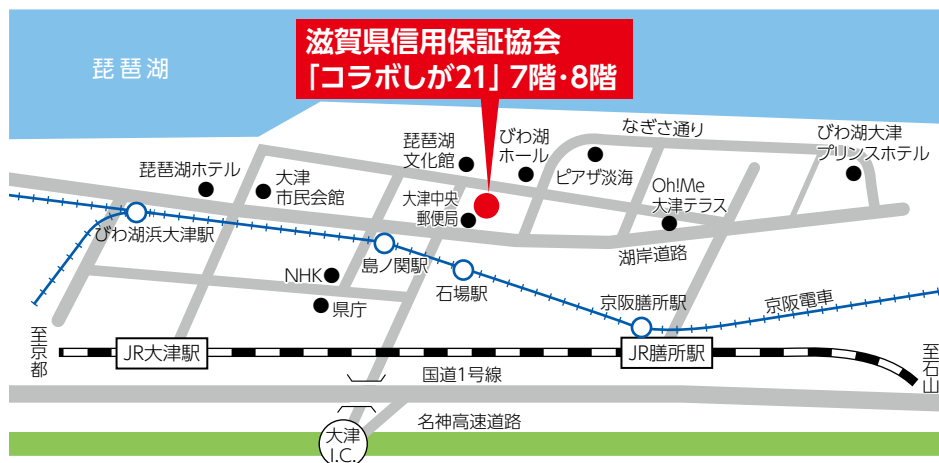 滋賀県信用保証協会
「コラボしが21」7階・8階
琵琶湖
なぎさ通り
琵琶湖
文化館
びわ湖
ホール
ピアザ淡海
びわ湖大津
プリンスホテル
琵琶湖ホテル
大津
市民会館
大津中央
郵便局
Oh!Me
大津テラス
びわ湖浜大津駅
島ノ関駅
湖岸道路
NHK
石場駅
県庁
京阪膳所駅
京阪電車
至京都
JR大津駅
JR膳所駅
至石山
国道1号線
名神高速道路
大津
I.C.